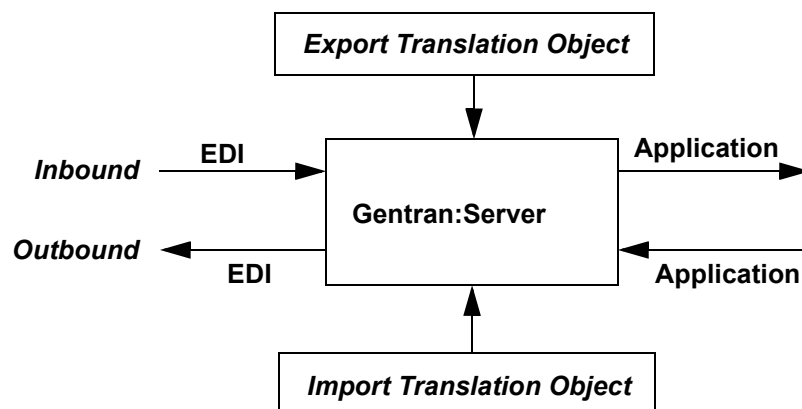 Export Translation Object
EDI
Application
Inbound
Gentran:Server
Outbound
EDI
Application
Import Translation Object